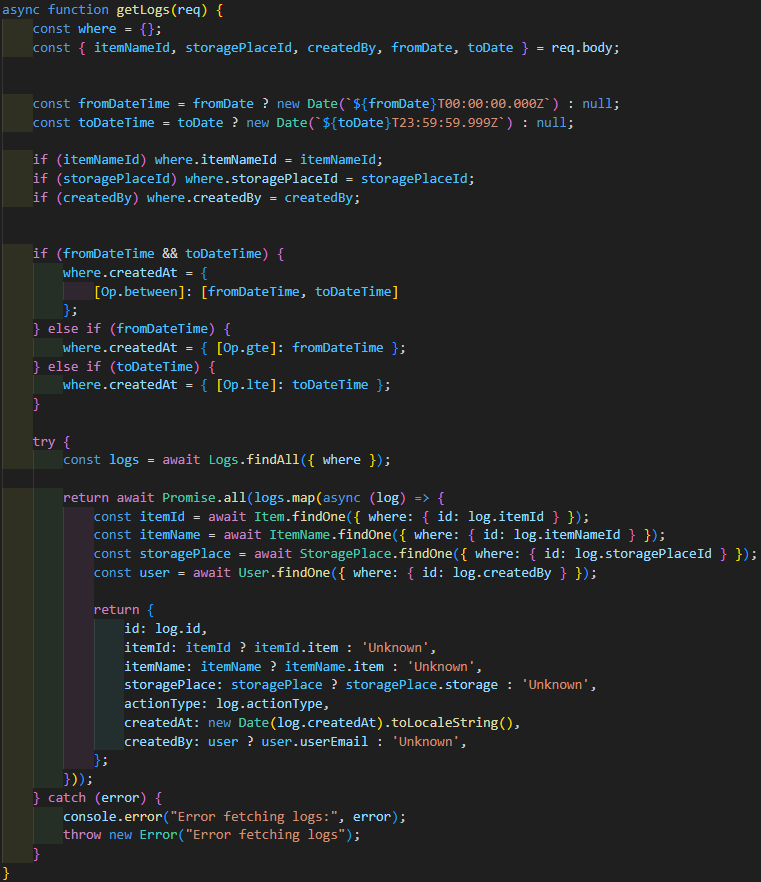 async function getLogs(req) {
    const where = {};
    const { itemNameId, storagePlaceId, createdBy, fromDate, toDate } = req.body;
    const fromDateTime = fromDate ? new Date(`${fromDate}T00:00:00.000Z`) : null;
    const toDateTime = toDate ? new Date(`${toDate}T23:59:59.999Z`) : null;
    if (itemNameId) where.itemNameId = itemNameId;
    if (storagePlaceId) where.storagePlaceId = storagePlaceId;
    if (createdBy) where.createdBy = createdBy;
    if (fromDateTime && toDateTime) {
        where.createdAt = {
            [Op.between]: [fromDateTime, toDateTime]
        };
    } else if (fromDateTime) {
        where.createdAt = { [Op.gte]: fromDateTime };
    } else if (toDateTime) {
        where.createdAt = { [Op.lte]: toDateTime };
    }
    try {
        const logs = await Logs.findAll({ where });
        return await Promise.all(logs.map(async (log) => {
            const itemId = await Item.findOne({ where: { id: log.itemId } });
            const itemName = await ItemName.findOne({ where: { id: log.itemNameId } });
            const storagePlace = await StoragePlace.findOne({ where: { id: log.storagePlaceId } });
            const user = await User.findOne({ where: { id: log.createdBy } });
            return {
                id: log.id,
                itemId: itemId ? itemId.item : 'Unknown',
                itemName: itemName ? itemName.item : 'Unknown',
                storagePlace: storagePlace ? storagePlace.storage : 'Unknown',
                actionType: log.actionType,
                createdAt: new Date(log.createdAt).toLocaleString(),
                createdBy: user ? user.userEmail : 'Unknown',
            };
        }));
    } catch (error) {
        console.error("Error fetching logs:", error);
        throw new Error("Error fetching logs");
    }
}